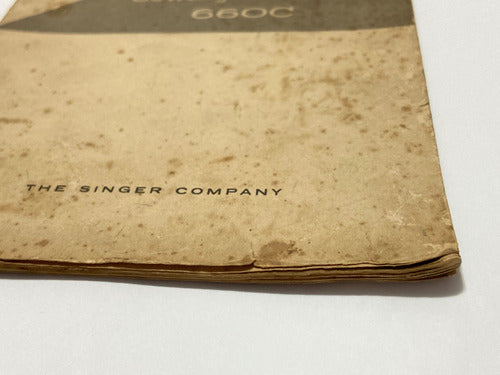 660C
THE SINGER COMPANY